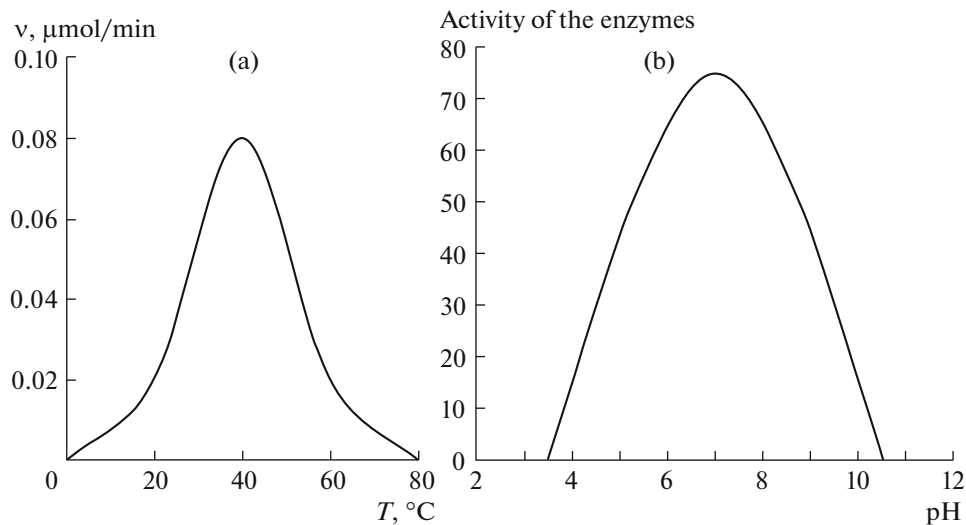 ν, μmol/min
(a)
0.10
0.08
0.06
0.04
0.02
0 20 40 60 80
T, °C
Activity of the enzymes
(b)
80
70
60
50
40
30
20
10
0
2 4 6 8 10 12
pH